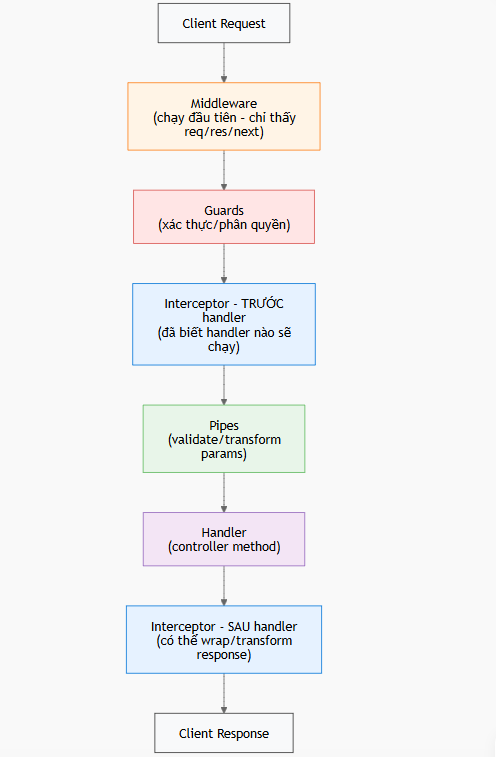 Client Request
Middleware
(chạy đầu tiên - chỉ thấy
req/res/next)
Guards
(xác thực/phân quyền)
Interceptor - TRƯỚC
handler
(đã biết handler nào sẽ
chạy)
Pipes
(validate/transform
params)
Handler
(controller method)
Interceptor - SAU handler
(có thể wrap/transform
response)
Client Response